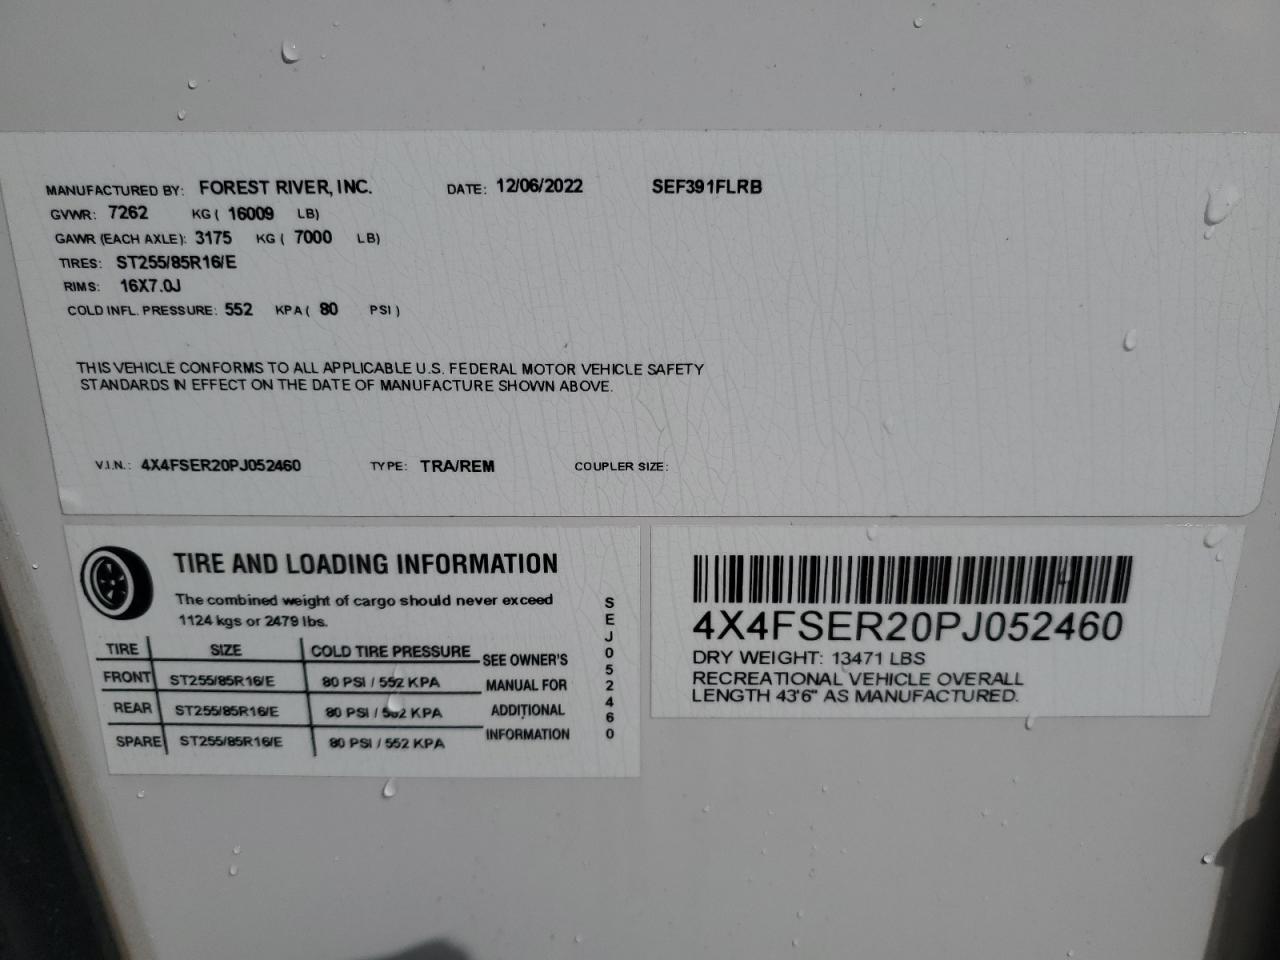 MANUFACTURED BY: FOREST RIVER, INC. DATE: 12/06/2022 SEF391FLRB
GVWR: 7262 KG ( 16009 LB)
GAWR (EACH AXLE): 3175 KG ( 7000 LB)
TIRES: ST255/85R16/E
RIMS: 16X7.0J
COLD INFL. PRESSURE: 552 KPA ( 80 PSI )
THIS VEHICLE CONFORMS TO ALL APPLICABLE U.S. FEDERAL MOTOR VEHICLE SAFETY
STANDARDS IN EFFECT ON THE DATE OF MANUFACTURE SHOWN ABOVE.
V.I.N.: 4X4FSER20PJ052460 TYPE: TRA/REM COUPLER SIZE:
TIRE AND LOADING INFORMATION
The combined weight of cargo should never exceed
1124 kgs or 2479 lbs.
TIRE SIZE COLD TIRE PRESSURE
FRONT ST255/85R16/E 80 PSI / 552 KPA
REAR ST255/85R16/E 80 PSI / 552 KPA
SPARE ST255/85R16/E 80 PSI / 552 KPA
SEE OWNER'S
MANUAL FOR
ADDITIONAL
INFORMATION
SEJ052460
4X4FSER20PJ052460
DRY WEIGHT: 13471 LBS
RECREATIONAL VEHICLE OVERALL
LENGTH 43'6" AS MANUFACTURED.